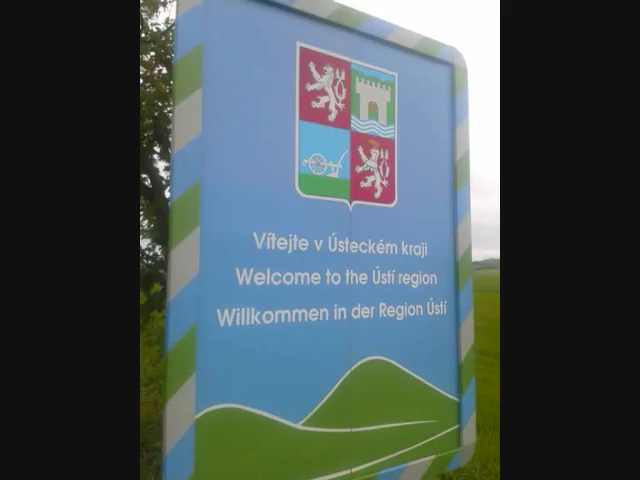 Vítejte v Ústeckém kraji
Welcome to the Ústí region
Willkommen in der Region Ústí